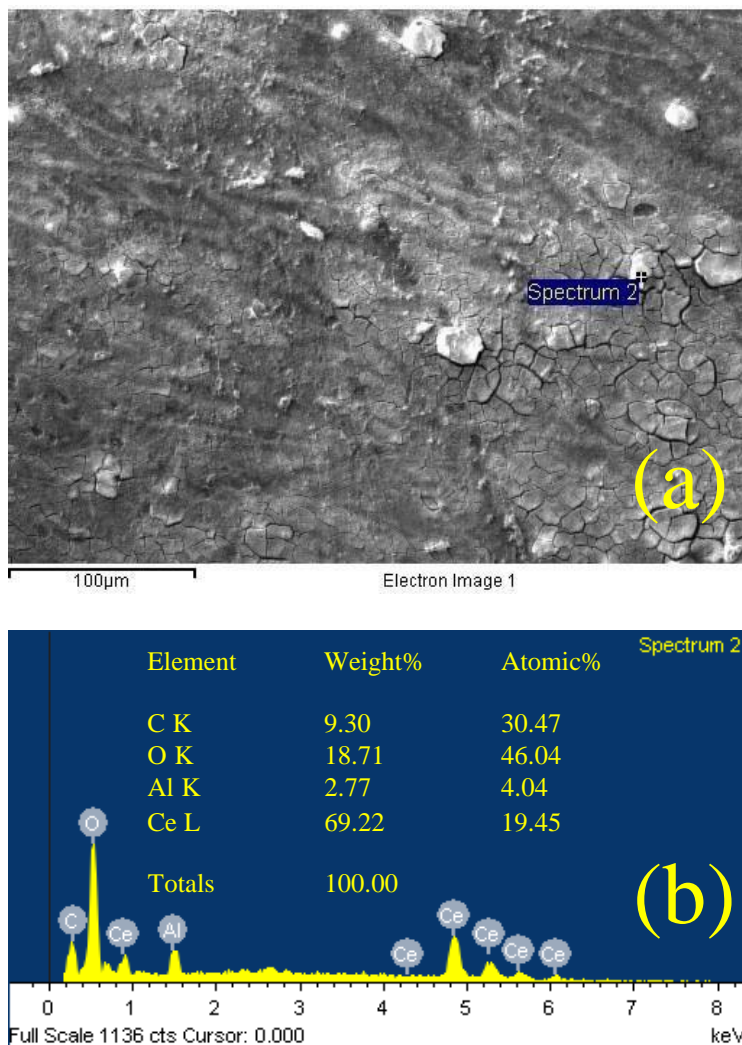 Spectrum 2
(a)
100µm Electron Image 1
Spectrum 2
Element Weight% Atomic%
C K 9.30 30.47
O K 18.71 46.04
Al K 2.77 4.04
Ce L 69.22 19.45
Totals 100.00
(b)
O
C Ce Al Ce Ce Ce Ce
0 1 2 3 4 5 6 7 8
Full Scale 1136 cts Cursor: 0.000 keV